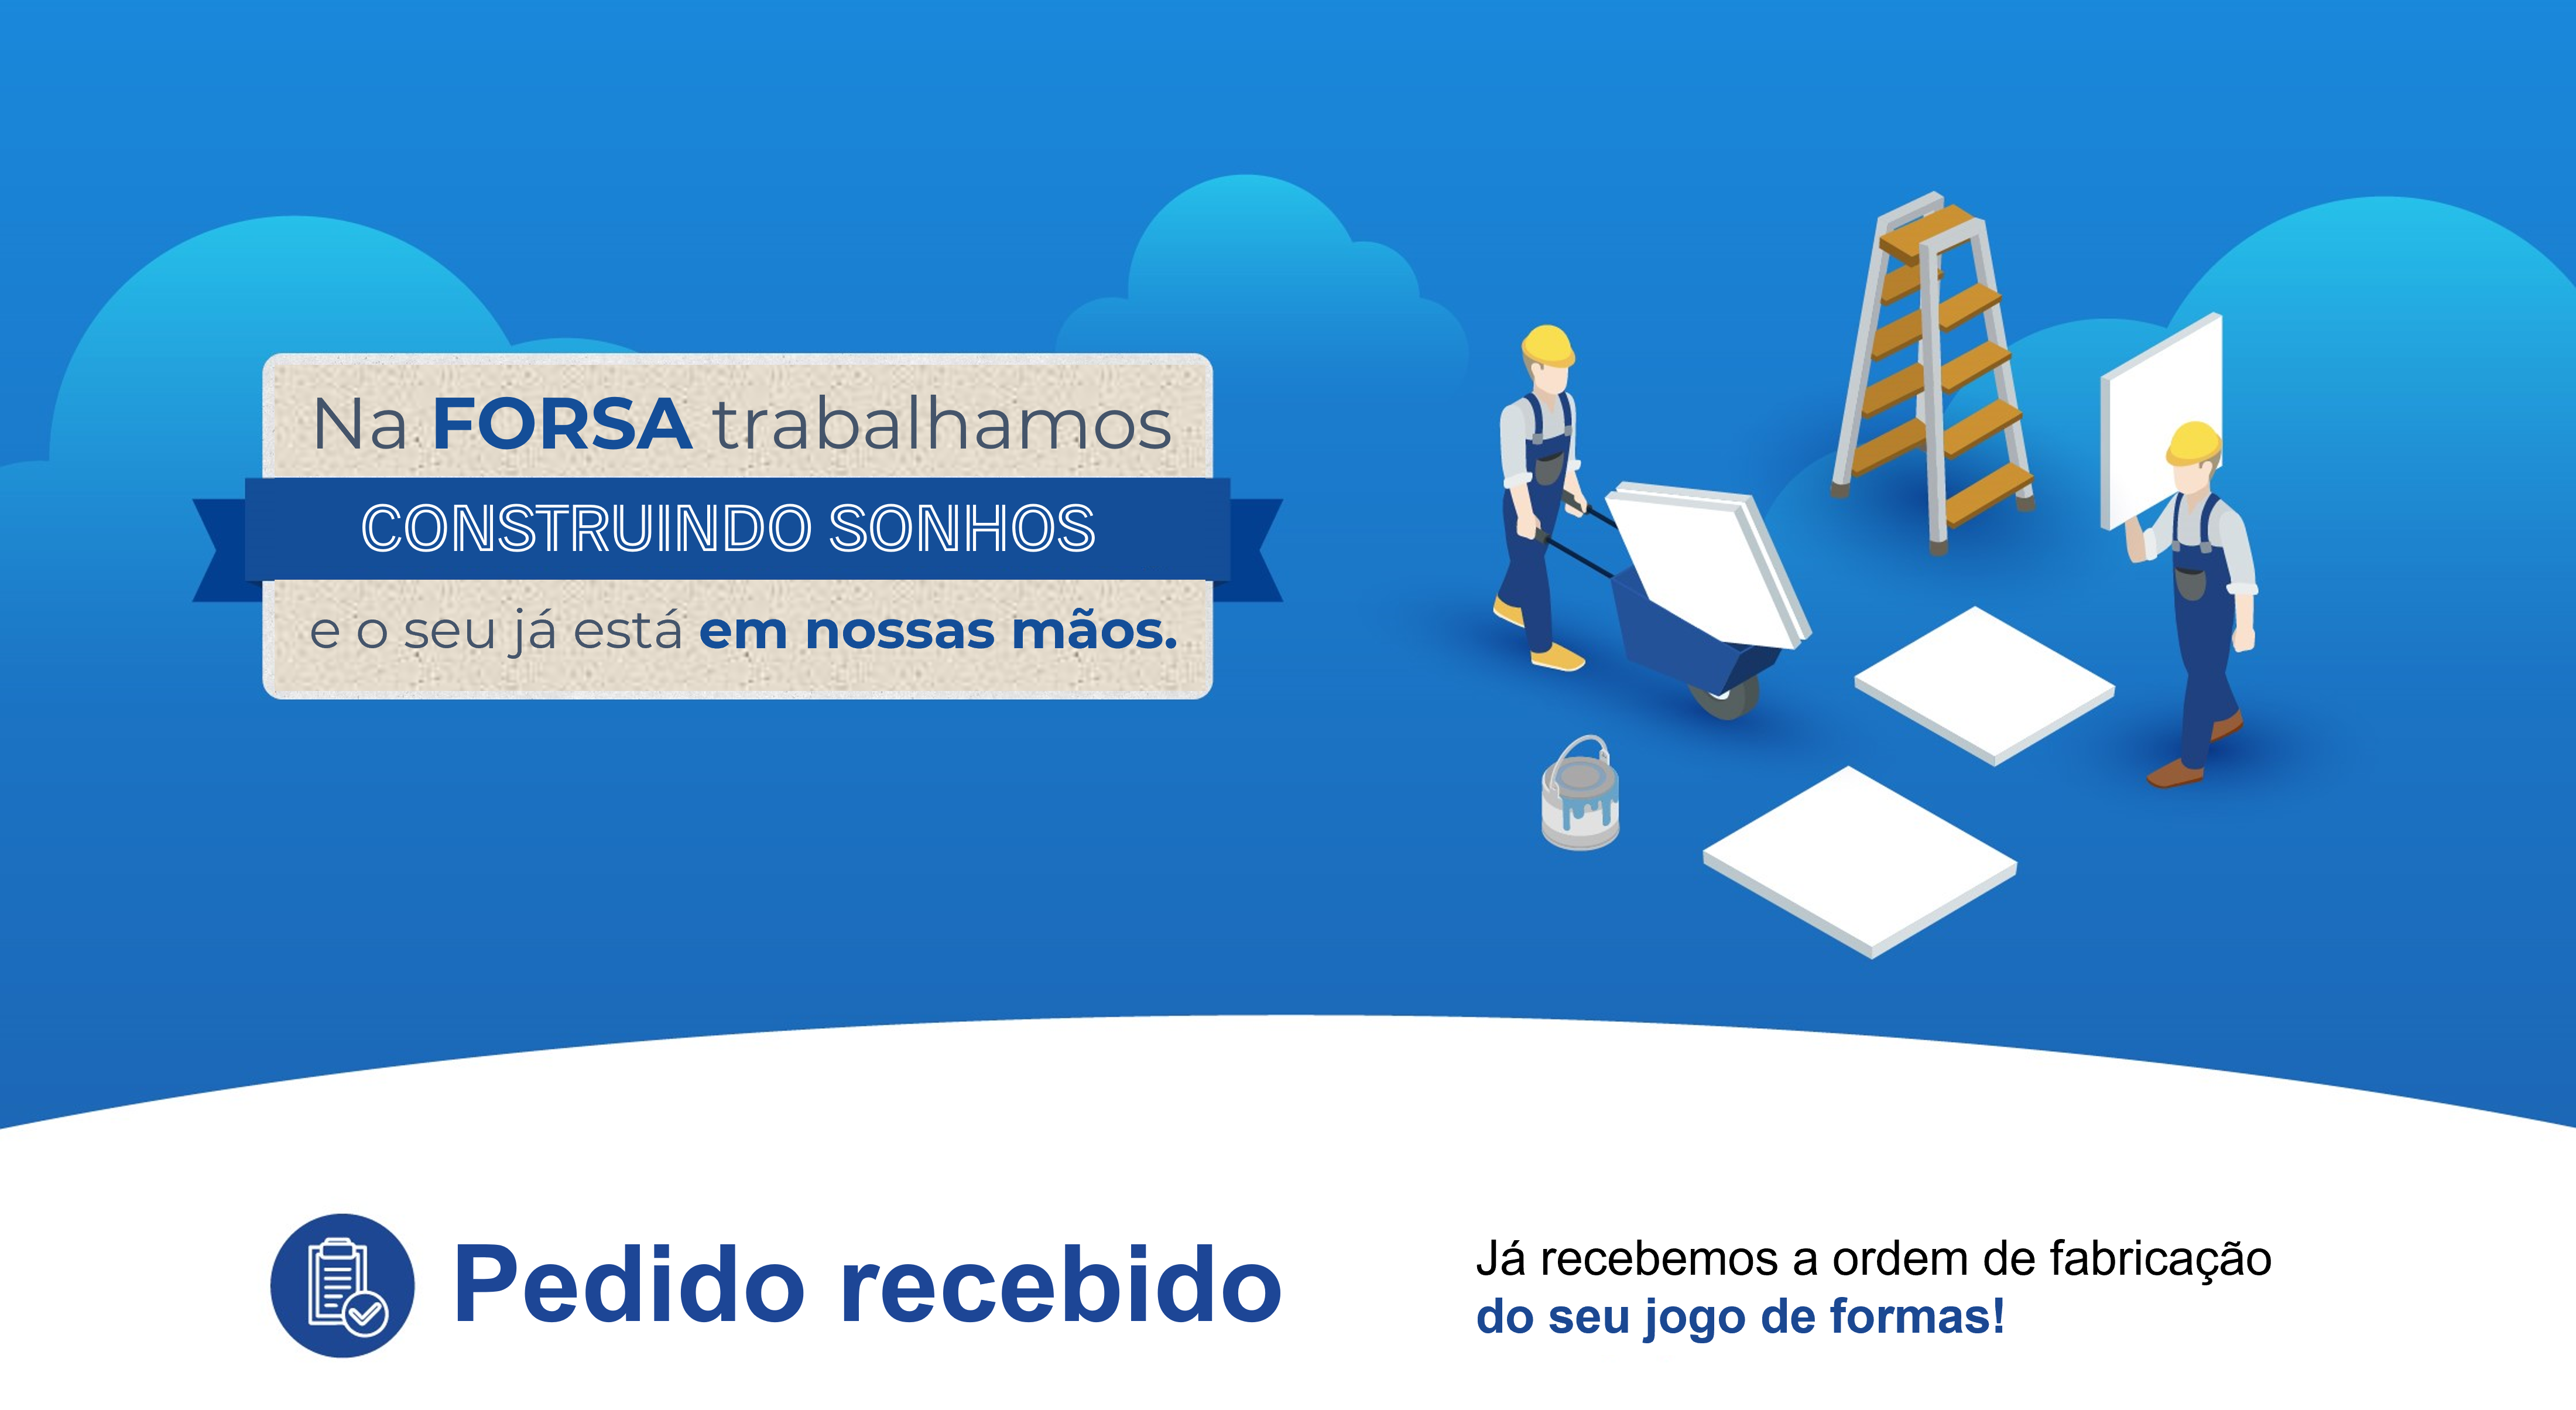 Na FORSA trabalhamos
CONSTRUINDO SONHOS
e o seu já está em nossas mãos.
Pedido recebido
Já recebemos a ordem de fabricação
do seu jogo de formas!